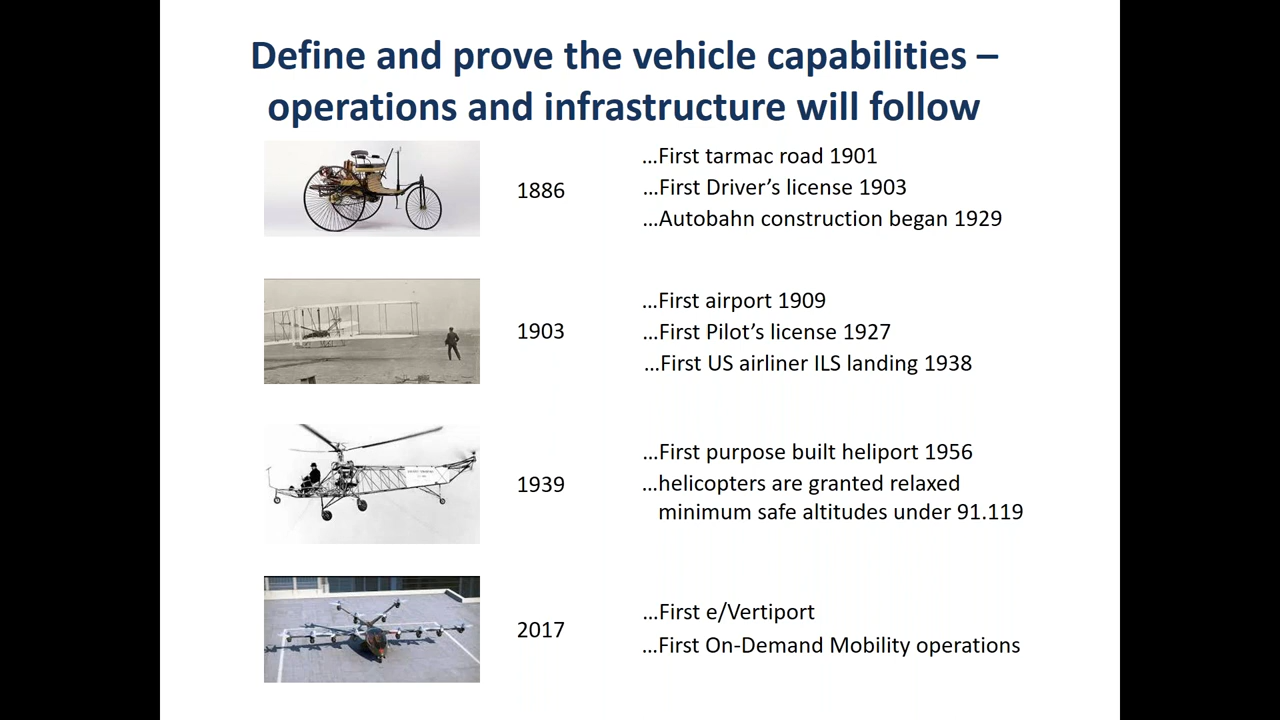 Define and prove the vehicle capabilities –
operations and infrastructure will follow
1886
...First tarmac road 1901
...First Driver’s license 1903
...Autobahn construction began 1929
1903
...First airport 1909
...First Pilot’s license 1927
...First US airliner ILS landing 1938
1939
...First purpose built heliport 1956
...helicopters are granted relaxed
minimum safe altitudes under 91.119
2017
...First e/Vertiport
...First On-Demand Mobility operations